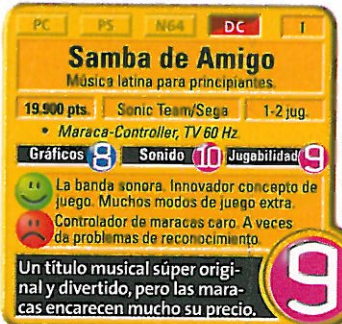 PC PS N64 DC I
Samba de Amigo
Música latina para principiantes.
19.900 pts. Sonic Team/Sega 1-2 jug.
• Maraca-Controller, TV 60 Hz.
Gráficos 8 Sonido 10 Jugabilidad 9
La banda sonora. Innovador concepto de
juego. Muchos modos de juego extra.
Controlador de maracas caro. A veces
da problemas de reconocimiento.
Un título musical súper origi-
nal y divertido, pero las mara-
cas encarecen mucho su precio.
9